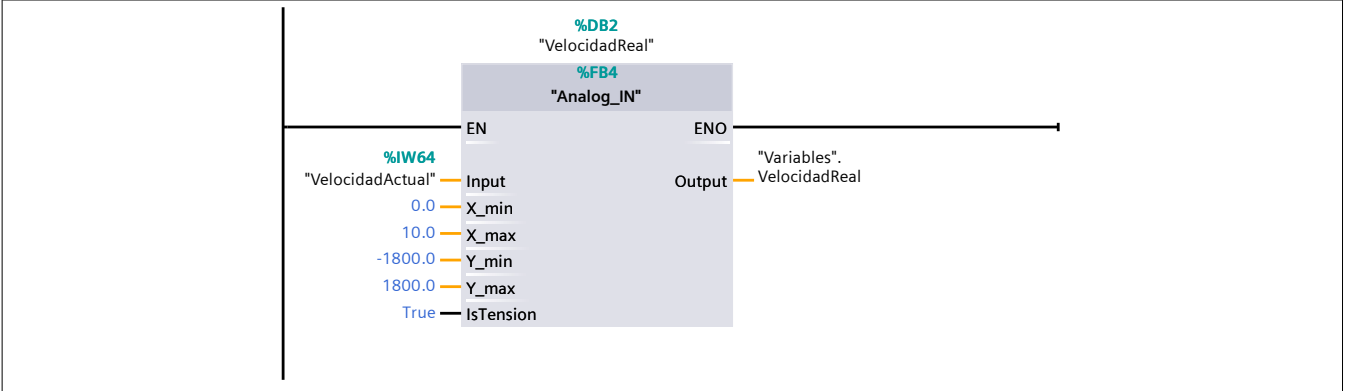 %DB2
"VelocidadReal"
%FB4
"Analog_IN"
EN
ENO
%IW64
"VelocidadActual"
Input
Output
"Variables".
VelocidadReal
0.0
X_min
10.0
X_max
-1800.0
Y_min
1800.0
Y_max
True
IsTension